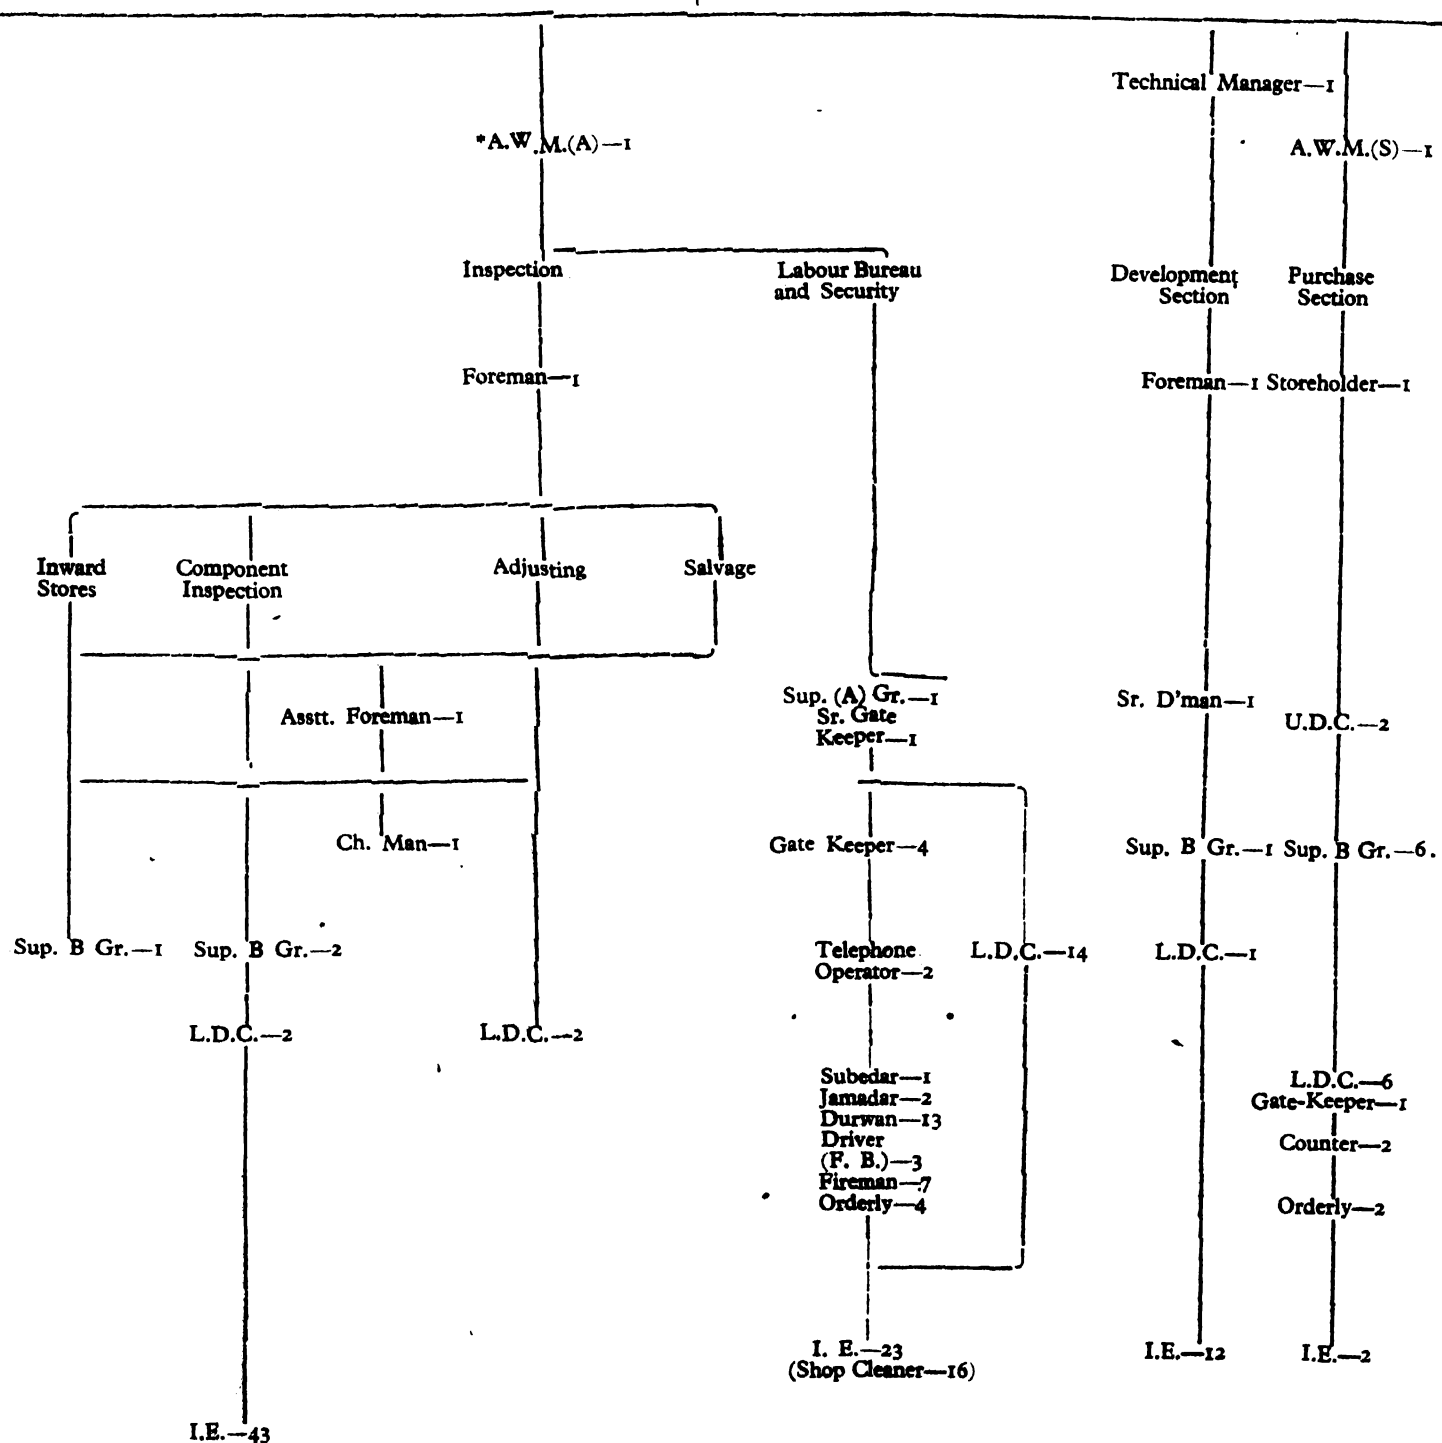 Technical Manager—1
*A.W.M.(A)—1
A.W.M.(S)—1
Inspection
Labour Bureau
and Security
Development
Section
Purchase
Section
Foreman—1
Foreman—1
Storeholder—1
Inward
Stores
Component
Inspection
Adjusting
Salvage
Asstt. Foreman—1
Sup. (A) Gr.—1
Sr. Gate
Keeper—1
Sr. D'man—1
U.D.C.—2
Ch. Man—1
Gate Keeper—4
Sup. B Gr.—1
Sup. B Gr.—6.
Sup. B Gr.—1
Sup. B Gr.—2
Telephone
Operator—2
L.D.C.—14
L.D.C.—1
L.D.C.—2
L.D.C.—2
Subedar—1
Jamadar—2
Durwan—13
Driver
(F. B.)—3
Fireman—7
Orderly—4
L.D.C.—6
Gate-Keeper—1
Counter—2
Orderly—2
I. E.—23
(Shop Cleaner—16)
I.E.—12
I.E.—2
I.E.—43